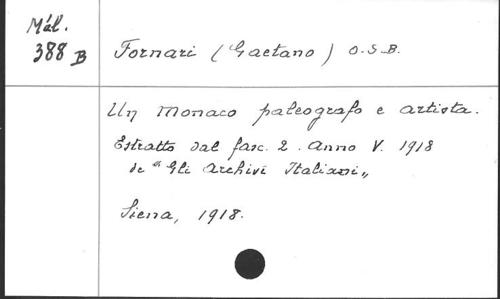 Mál.
388 B
Fornari (Gaetano) O.S.B.
Un monaco paleografo e artista.
Estratto dal fasc. 2. Anno V. 1918
de "Gli Archivi Italiani„
Siena, 1918.